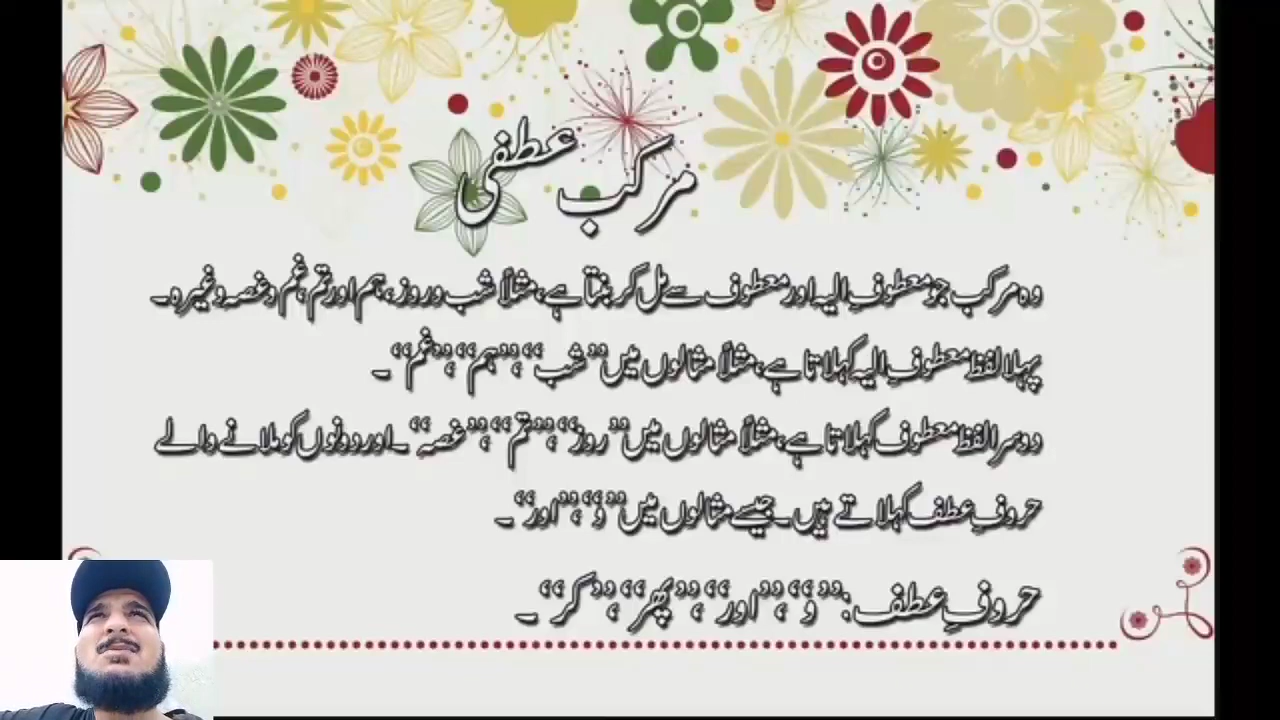 مرکب عطفی
وہ مرکب جو معطوفِ الیہ اور معطوف سے مل کر بنتا ہے، مثلاً شب و روز، ہم اور تم، غم و غصہ وغیرہ۔
پہلا لفظ معطوفِ الیہ کہلاتا ہے، مثلاً مثالوں میں ”شب“، ”ہم“، ”غم“۔
دوسرا لفظ معطوف کہلاتا ہے، مثلاً مثالوں میں ”روز“، ”تم“، ”غصہ“۔ اور دونوں کو ملانے والے
حروفِ عطف کہلاتے ہیں۔ جیسے مثالوں میں ”و“، ”اور“۔
حروفِ عطف: ”و“، ”اور“، ”پھر“، ”کر“۔